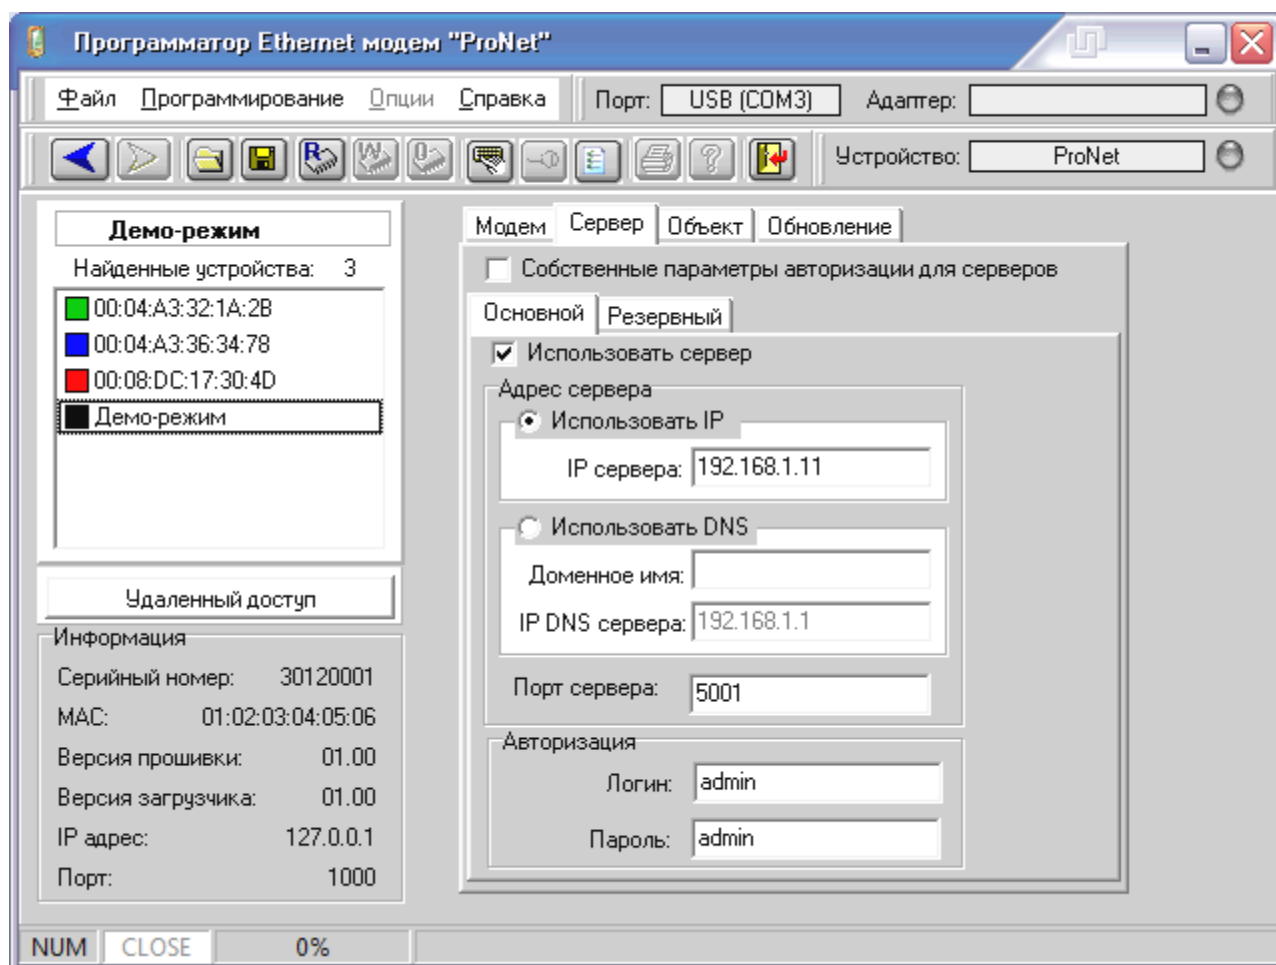 Программатор Ethernet модем "ProNet"
Файл Программирование Опции Справка Порт: USB (COM3) Адаптер:
R W O ? Устройство: ProNet
Демо-режим
Найденные устройства: 3
00:04:A3:32:1A:2B
00:04:A3:36:34:78
00:08:DC:17:30:4D
Демо-режим
Удаленный доступ
Информация
Серийный номер: 30120001
MAC: 01:02:03:04:05:06
Версия прошивки: 01.00
Версия загрузчика: 01.00
IP адрес: 127.0.0.1
Порт: 1000
Модем Сервер Объект Обновление
Собственные параметры авторизации для серверов
Основной Резервный
Использовать сервер
Адрес сервера
Использовать IP
IP сервера: 192.168.1.11
Использовать DNS
Доменное имя:
IP DNS сервера: 192.168.1.1
Порт сервера: 5001
Авторизация
Логин: admin
Пароль: admin
NUM CLOSE 0%